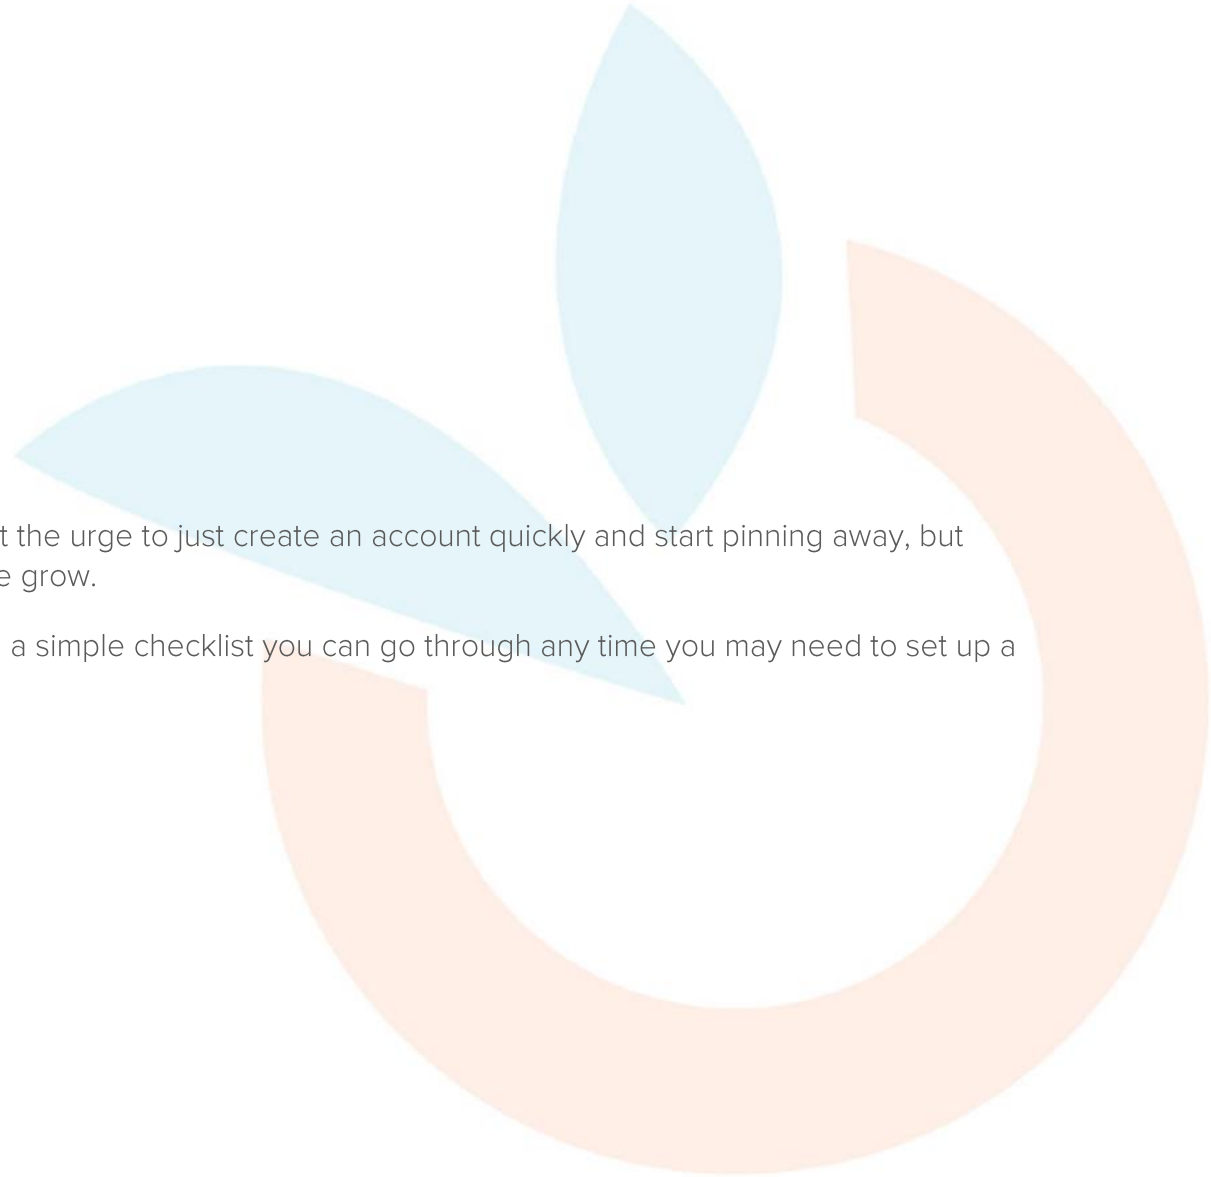 the urge to just create an account quickly and start pinning away, but
grow.
a simple checklist you can go through any time you may need to set up a